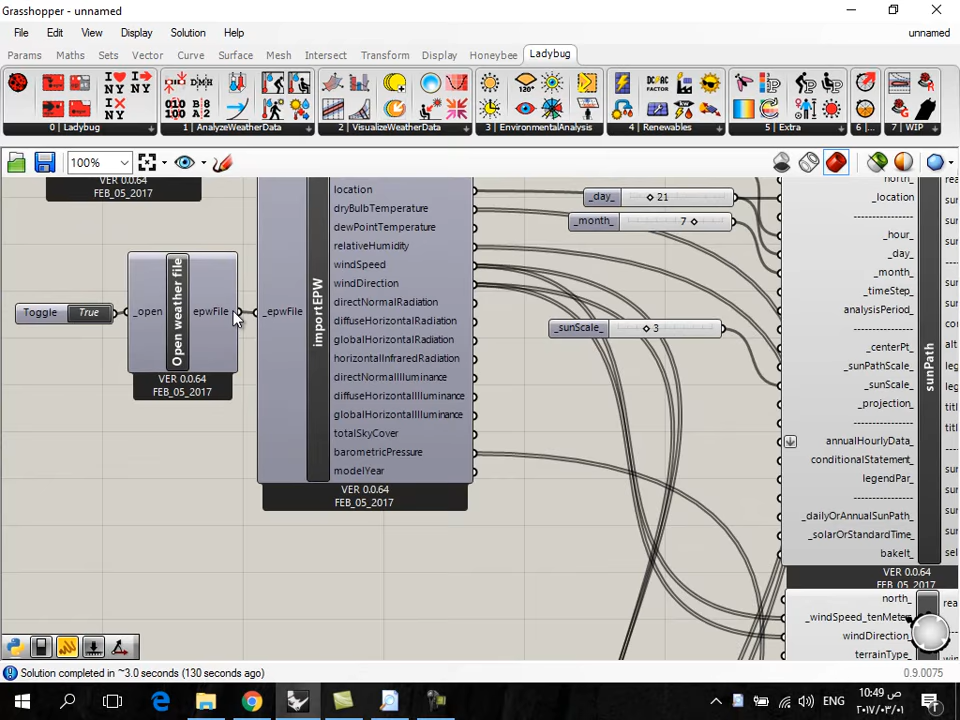 Grasshopper - unnamed
File Edit View Display Solution Help unnamed
Params Maths Sets Vector Curve Surface Mesh Intersect Transform Display Honeybee Ladybug
0 | Ladybug 1 | AnalyzeWeatherData 2 | VisualizeWeatherData 3 | EnvironmentalAnalysis 4 | Renewables 5 | Extra 6 |... 7 | WIP
100%
VER 0.0.64
FEB_05_2017
Toggle True
_open
Open weather file
epwFile
VER 0.0.64
FEB_05_2017
_epwFile
importEPW
location
dryBulbTemperature
dewPointTemperature
relativeHumidity
windSpeed
windDirection
directNormalRadiation
diffuseHorizontalRadiation
globalHorizontalRadiation
horizontalInfraredRadiation
directNormalIlluminance
diffuseHorizontalIlluminance
globalHorizontalIlluminance
totalSkyCover
barometricPressure
modelYear
VER 0.0.64
FEB_05_2017
_day_ 21
_month_ 7
_sunScale_ 3
north_
_location
----------------
_hour_
_day_
_month_
_timeStep_
analysisPeriod_
----------------
_centerPt_
_sunPathScale_
_sunScale_
_projection_
----------------
annualHourlyData_
conditionalStatement_
legendPar_
----------------
_dailyOrAnnualSunPath_
_solarOrStandardTime_
bakeIt_
sunPath
VER 0.0.64
FEB_05_2017
north_
_windSpeed_tenMeters
windDirection_
terrainType_
Solution completed in ~3.0 seconds (130 seconds ago) 0.9.0075
ENG
10:49 ص
٢٠١٧/٠٣/٠١